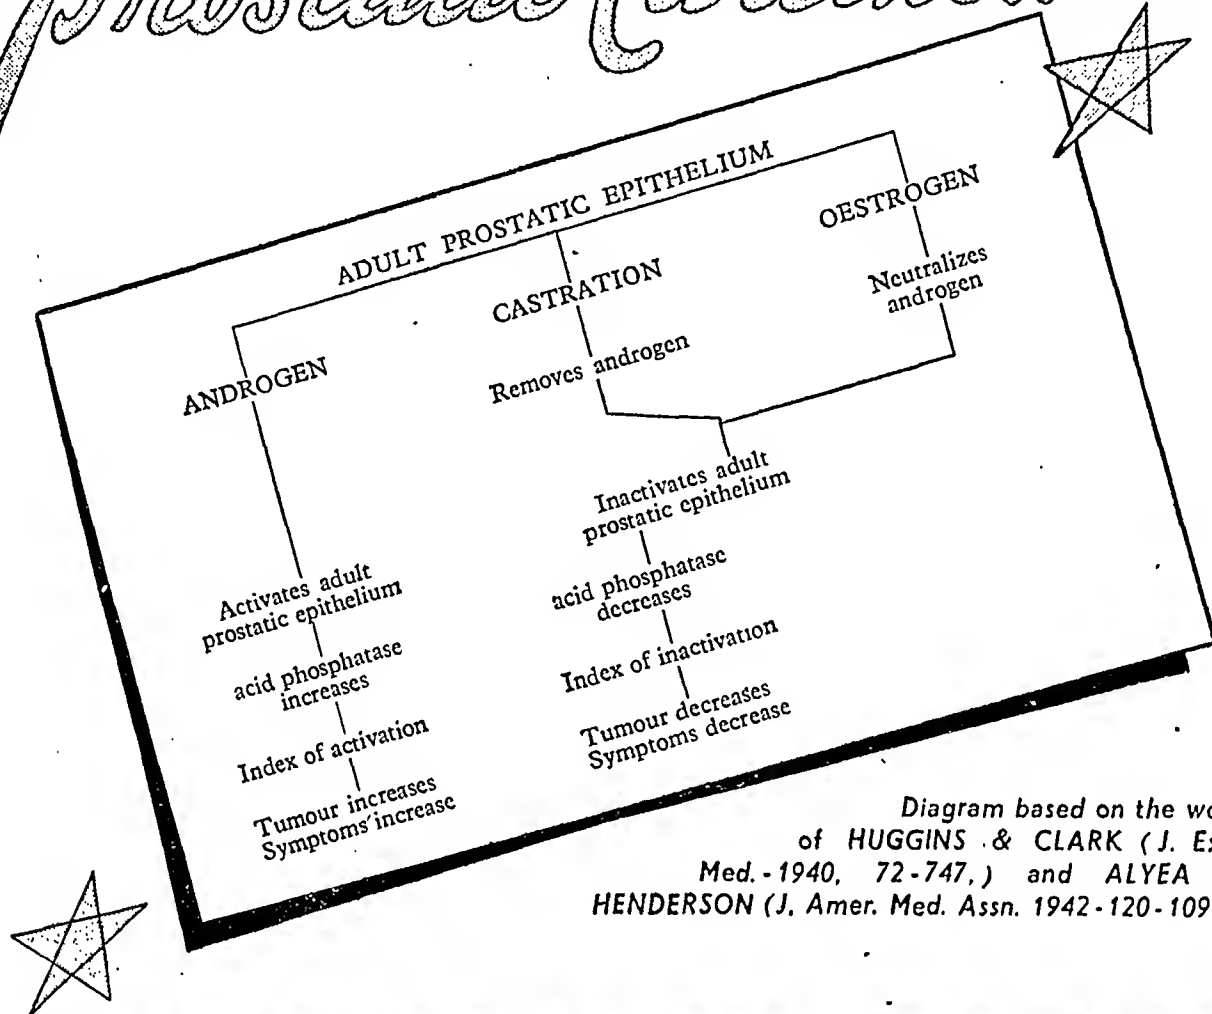 ADULT PROSTATIC EPITHELIUM
ANDROGEN
Activates adult
prostatic epithelium
acid phosphatase
increases
Index of activation
Tumour increases
Symptoms increase
CASTRATION
Removes androgen
OESTROGEN
Neutralizes
androgen
Inactivates adult
prostatic epithelium
acid phosphatase
decreases
Index of inactivation
Tumour decreases
Symptoms decrease
Diagram based on the
of HUGGINS & CLARK (J.
Med. - 1940, 72-747,) and ALYEA
HENDERSON (J. Amer. Med. Assn. 1942-120-109